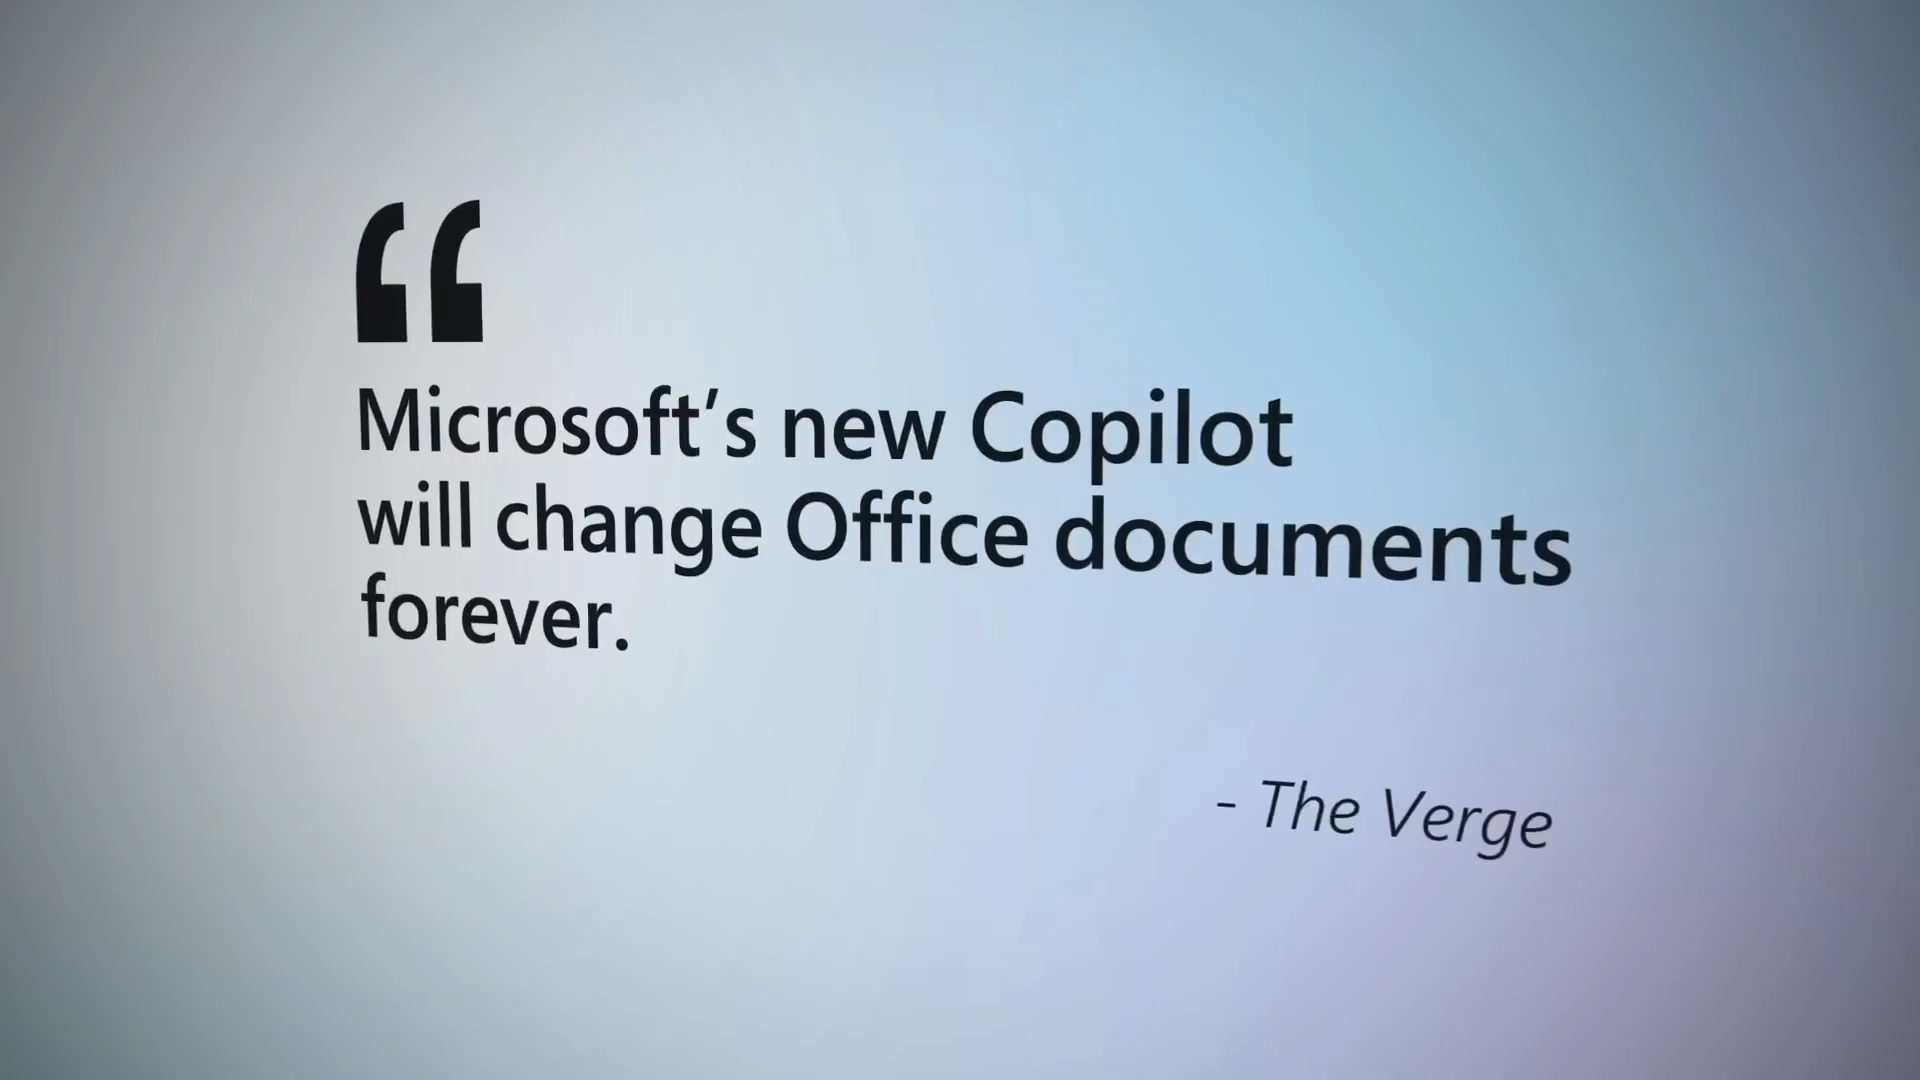 “
Microsoft’s new Copilot
will change Office documents
forever.
- The Verge